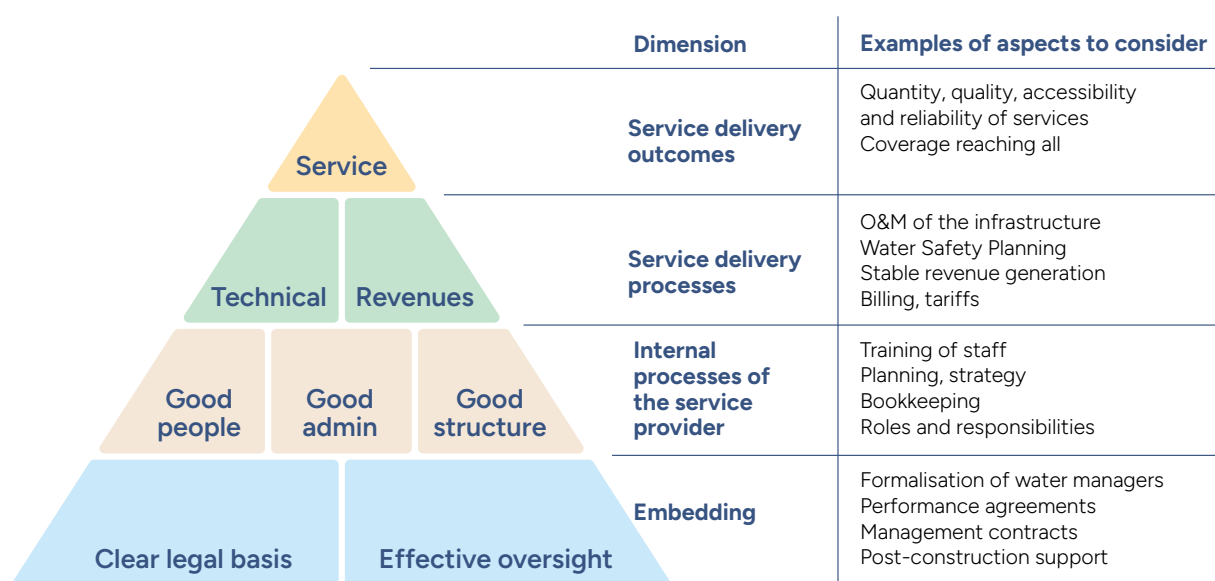 Dimension
Examples of aspects to consider
Service
Service delivery
outcomes
Quantity, quality, accessibility
and reliability of services
Coverage reaching all
Technical
Revenues
Service delivery
processes
O&M of the infrastructure
Water Safety Planning
Stable revenue generation
Billing, tariffs
Good
people
Good
admin
Good
structure
Internal
processes of
the service
provider
Training of staff
Planning, strategy
Bookkeeping
Roles and responsibilities
Clear legal basis
Effective oversight
Embedding
Formalisation of water managers
Performance agreements
Management contracts
Post-construction support